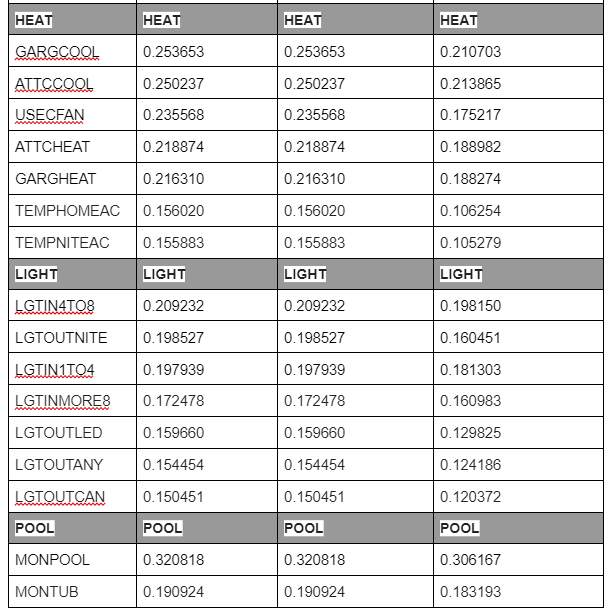 HEAT HEAT HEAT HEAT
GARGCOOL 0.253653 0.253653 0.210703
ATTCCOOL 0.250237 0.250237 0.213865
USECFAN 0.235568 0.235568 0.175217
ATTCHEAT 0.218874 0.218874 0.188982
GARGHEAT 0.216310 0.216310 0.188274
TEMPHOMEAC 0.156020 0.156020 0.106254
TEMPNITEAC 0.155883 0.155883 0.105279
LIGHT LIGHT LIGHT LIGHT
LGTIN4TO8 0.209232 0.209232 0.198150
LGTOUTNITE 0.198527 0.198527 0.160451
LGTIN1TO4 0.197939 0.197939 0.181303
LGTINMORE8 0.172478 0.172478 0.160983
LGTOUTLED 0.159660 0.159660 0.129825
LGTOUTANY 0.154454 0.154454 0.124186
LGTOUTCAN 0.150451 0.150451 0.120372
POOL POOL POOL POOL
MONPOOL 0.320818 0.320818 0.306167
MONTUB 0.190924 0.190924 0.183193